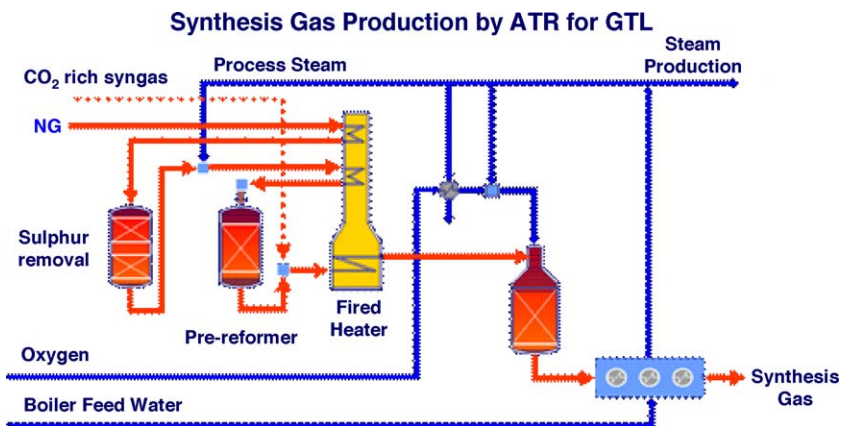 Synthesis Gas Production by ATR for GTL
Process Steam
Steam
Production
CO₂ rich syngas
NG
Sulphur
removal
Pre-reformer
Fired
Heater
Oxygen
Boiler Feed Water
Synthesis
Gas